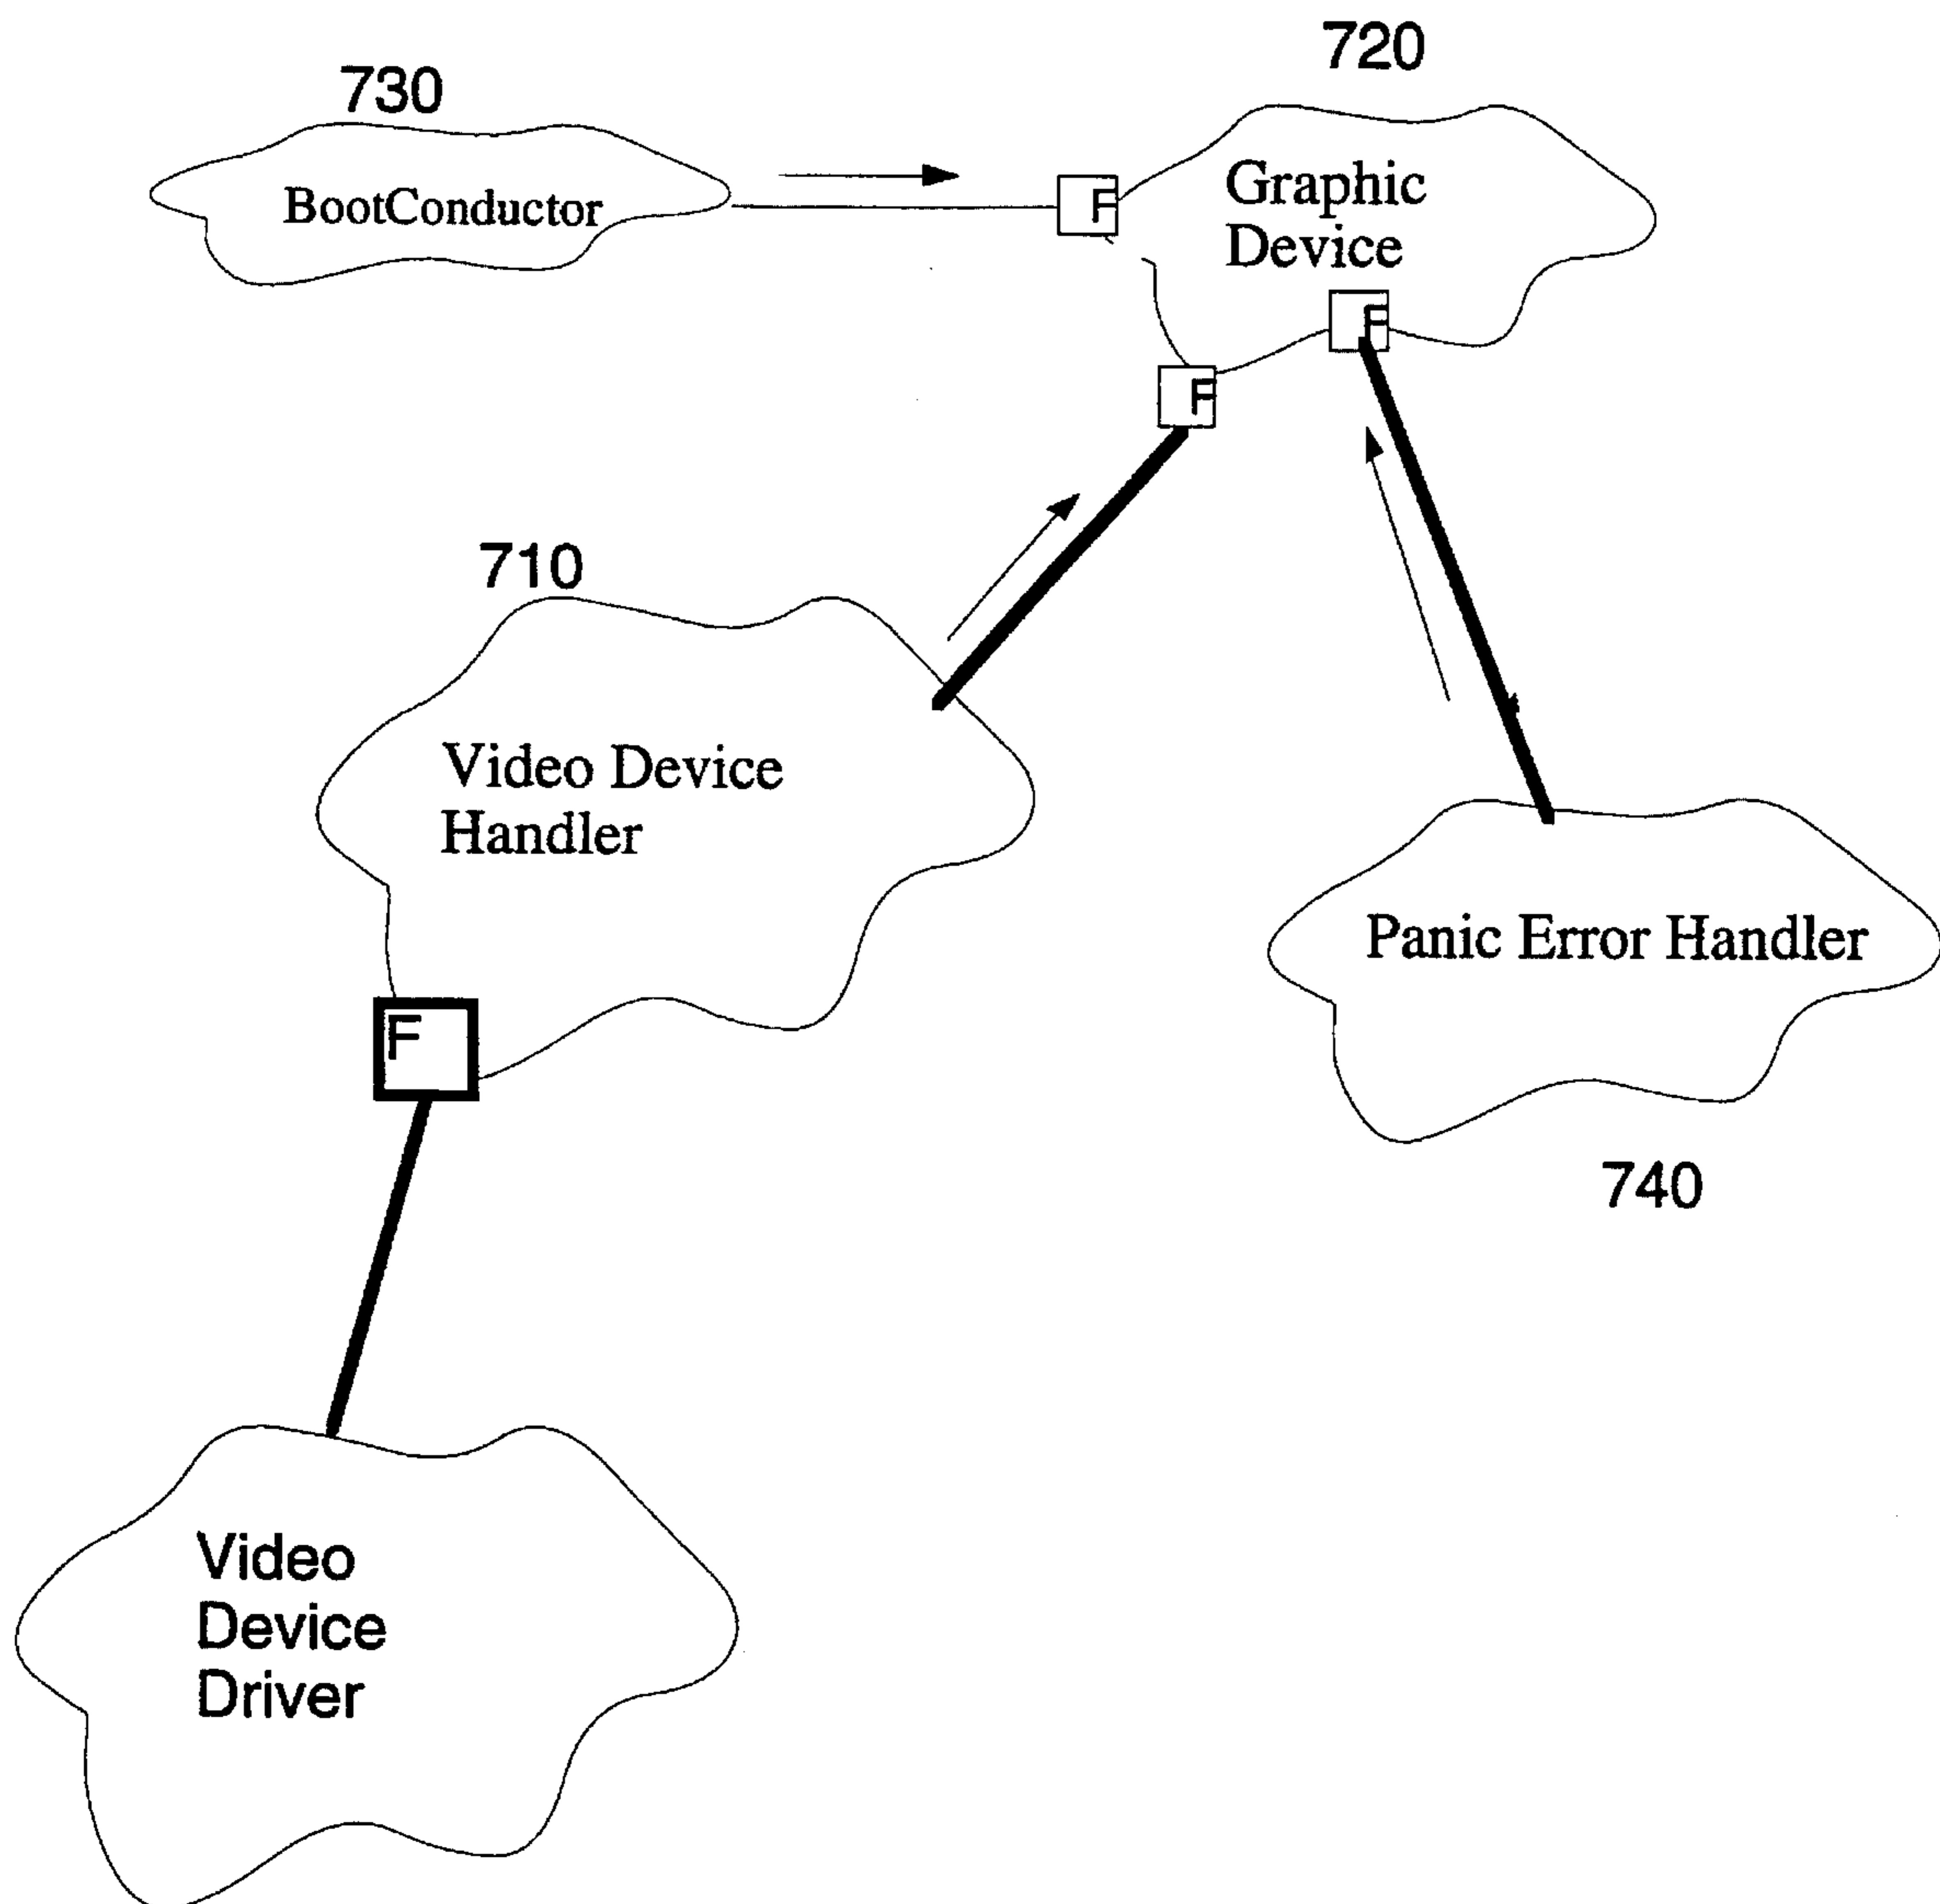 720
730
BootConductor
F
Graphic
Device
F
F
710
Video Device
Handler
Panic Error Handler
F
740
Video
Device
Driver